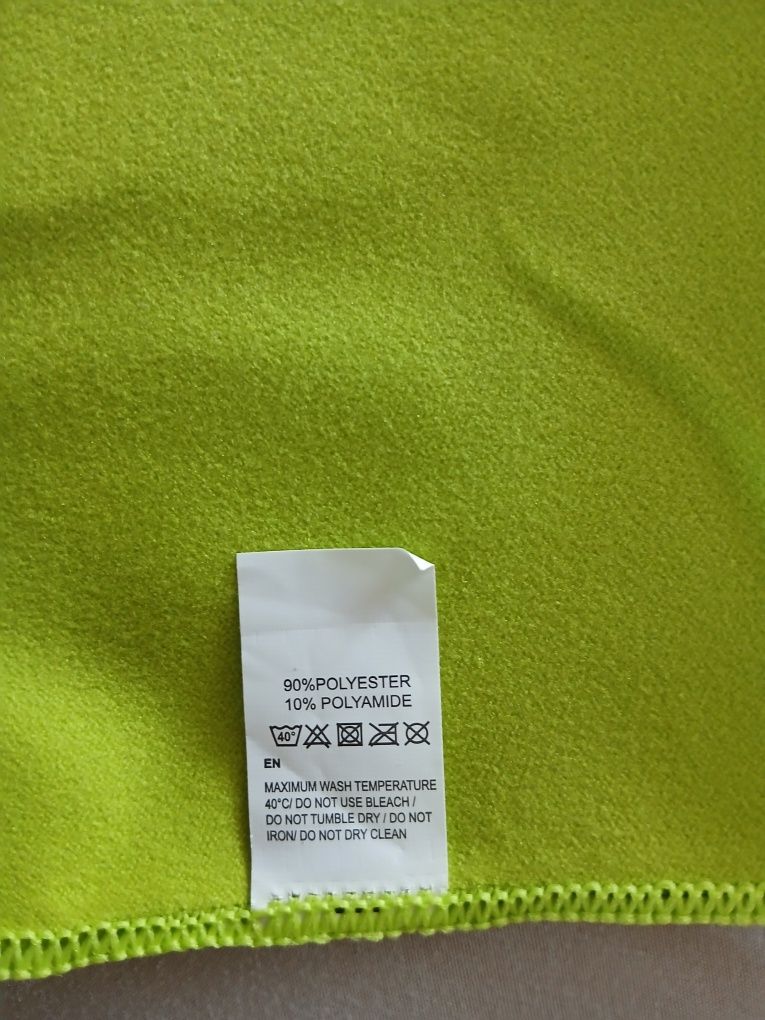 90%POLYESTER
10% POLYAMIDE
40°
EN
MAXIMUM WASH TEMPERATURE
40°C/ DO NOT USE BLEACH /
DO NOT TUMBLE DRY / DO NOT
IRON/ DO NOT DRY CLEAN